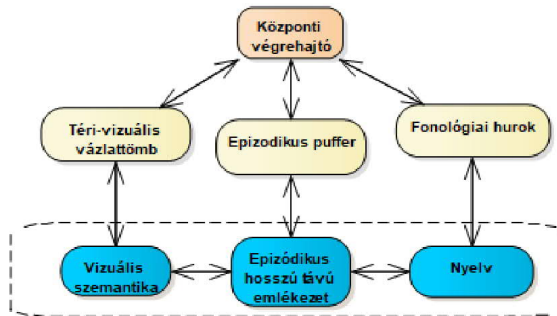 Központi
végrehajtó
Téri-vizuális
vázlattömb
Epizodikus puffer
Fonológiai hurok
Vizuális
szemantika
Epizódikus
hosszú távú
emlékezet
Nyelv